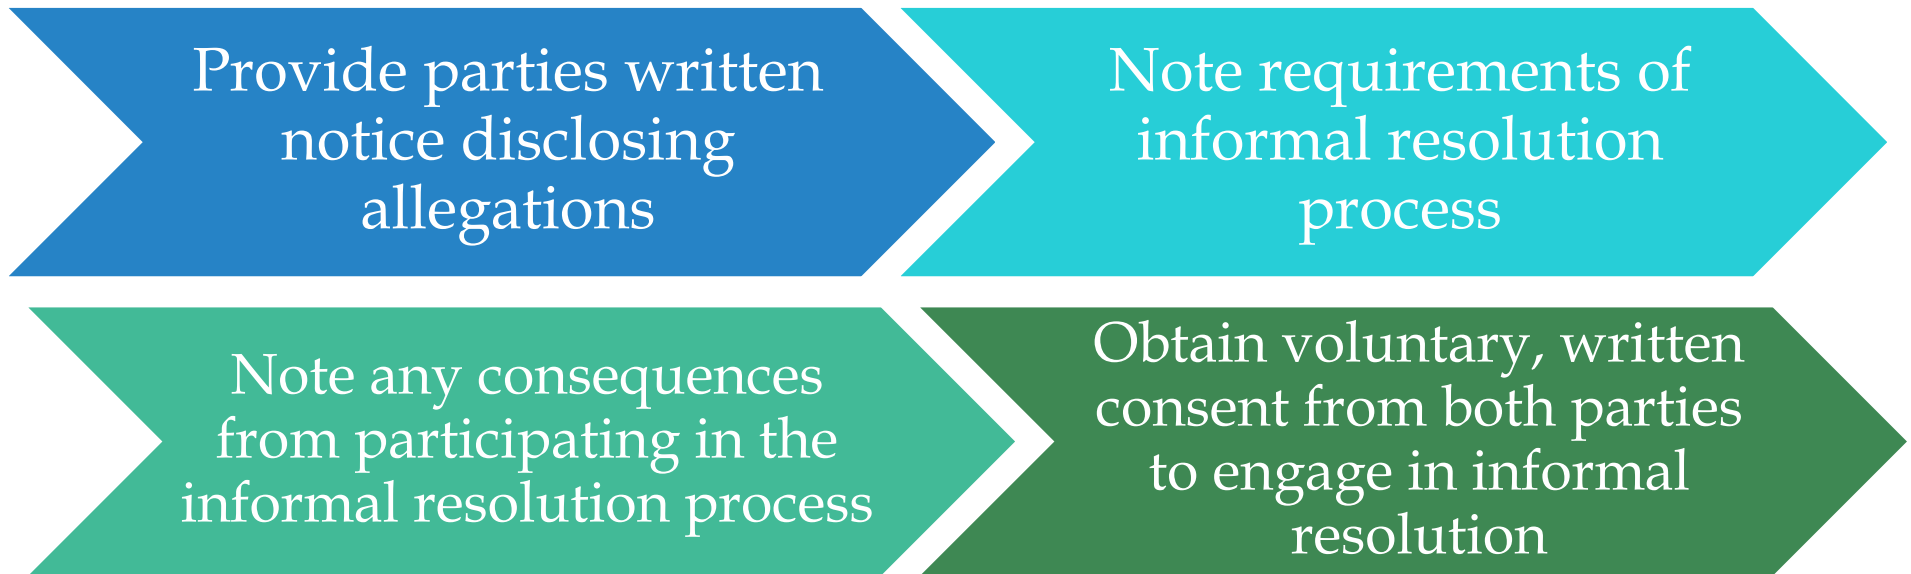 Provide parties written
notice disclosing
allegations
Note requirements of
informal resolution
process
Note any consequences
from participating in the
informal resolution process
Obtain voluntary, written
consent from both parties
to engage in informal
resolution